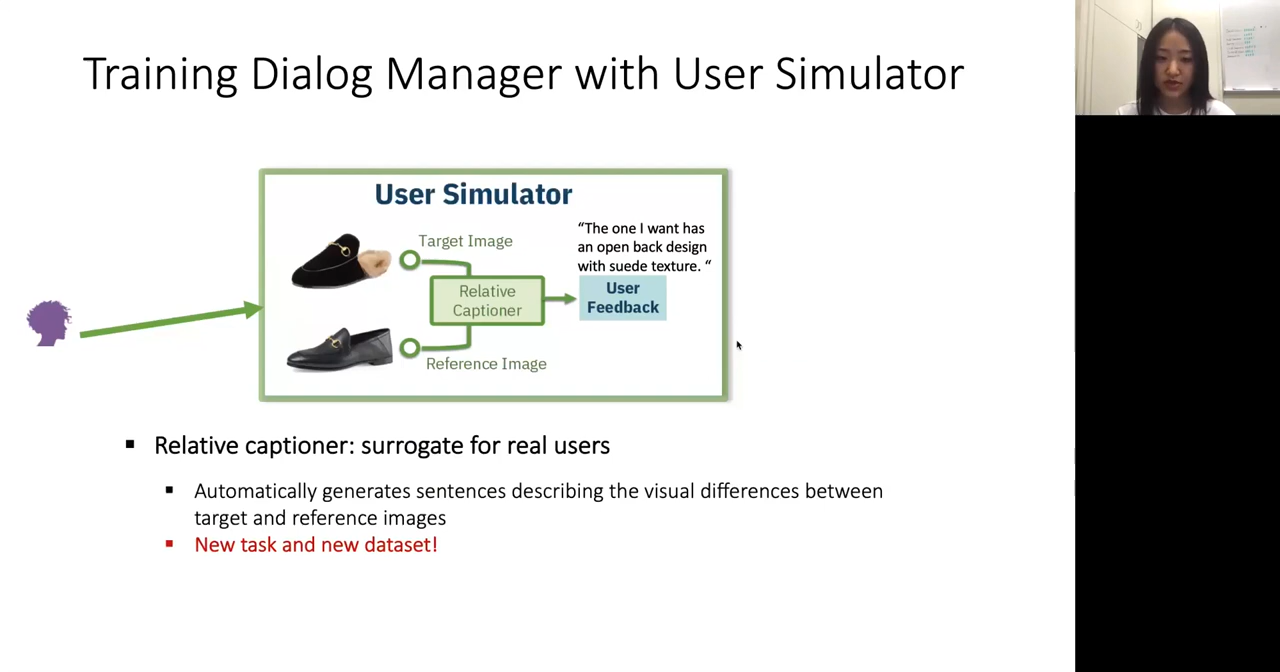 Training Dialog Manager with User Simulator
User Simulator
Target Image
“The one I want has
an open back design
with suede texture. “
Relative
Captioner
User
Feedback
Reference Image
▪ Relative captioner: surrogate for real users
▪ Automatically generates sentences describing the visual differences between
target and reference images
▪ New task and new dataset!